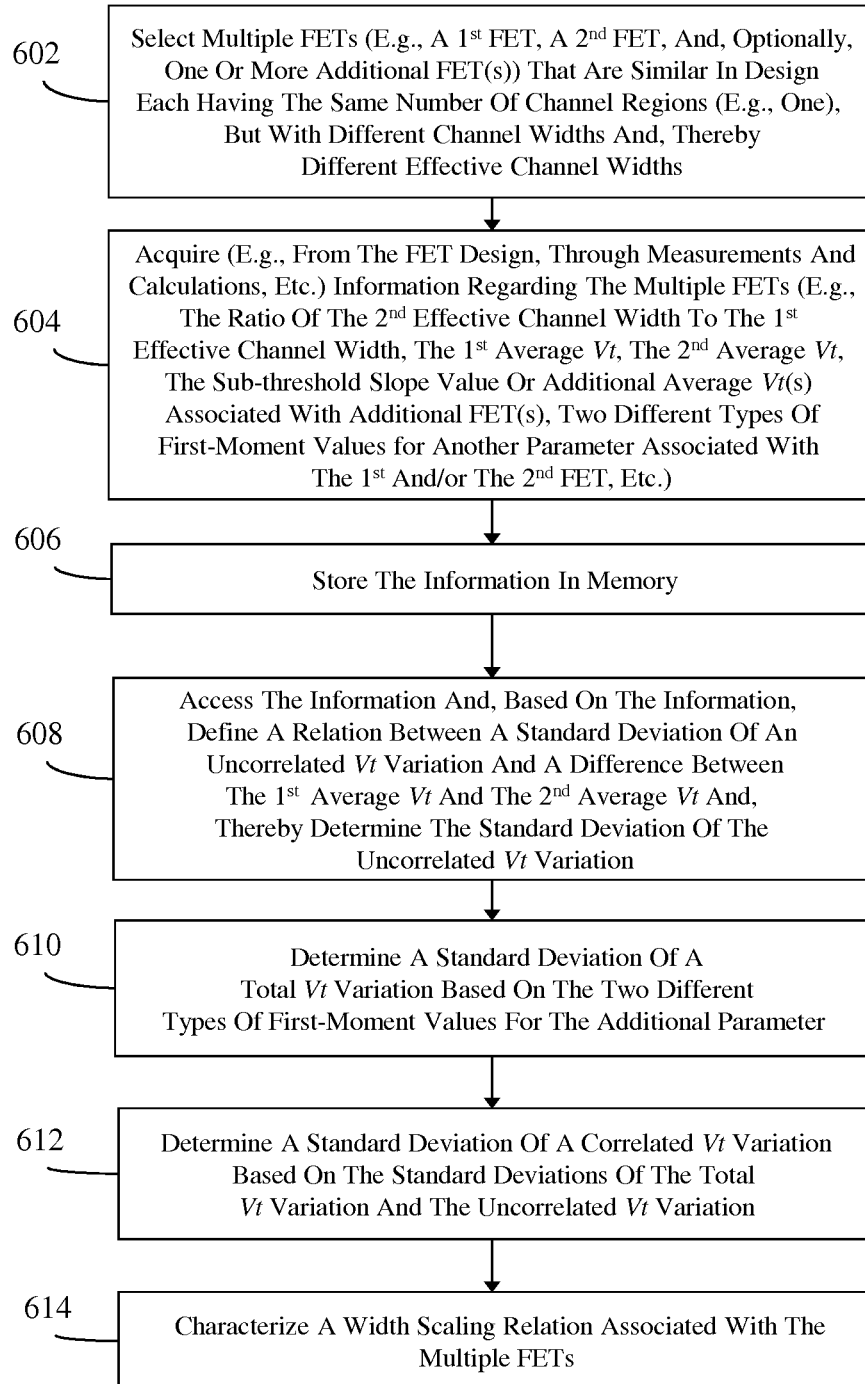 602
Select Multiple FETs (E.g., A 1st FET, A 2nd FET, And, Optionally,
One Or More Additional FET(s)) That Are Similar In Design
Each Having The Same Number Of Channel Regions (E.g., One),
But With Different Channel Widths And, Thereby
Different Effective Channel Widths
604
Acquire (E.g., From The FET Design, Through Measurements And
Calculations, Etc.) Information Regarding The Multiple FETs (E.g.,
The Ratio Of The 2nd Effective Channel Width To The 1st
Effective Channel Width, The 1st Average Vt, The 2nd Average Vt,
The Sub-threshold Slope Value Or Additional Average Vt(s)
Associated With Additional FET(s), Two Different Types Of
First-Moment Values for Another Parameter Associated With
The 1st And/or The 2nd FET, Etc.)
606
Store The Information In Memory
608
Access The Information And, Based On The Information,
Define A Relation Between A Standard Deviation Of An
Uncorrelated Vt Variation And A Difference Between
The 1st Average Vt And The 2nd Average Vt And,
Thereby Determine The Standard Deviation Of The
Uncorrelated Vt Variation
610
Determine A Standard Deviation Of A
Total Vt Variation Based On The Two Different
Types Of First-Moment Values For The Additional Parameter
612
Determine A Standard Deviation Of A Correlated Vt Variation
Based On The Standard Deviations Of The Total
Vt Variation And The Uncorrelated Vt Variation
614
Characterize A Width Scaling Relation Associated With The
Multiple FETs